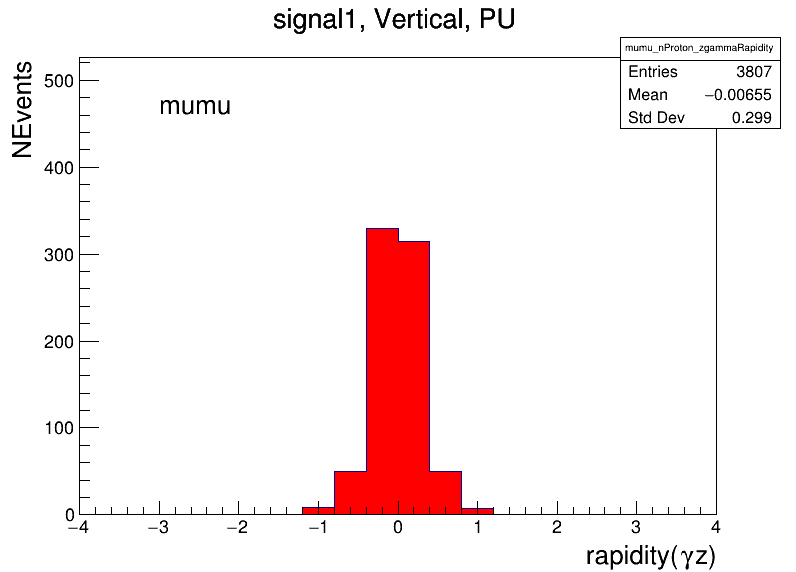 signal1, Vertical, PU
mumu_nProton_zgammaRapidity
Entries 3807
Mean −0.00655
Std Dev 0.299
NEvents
mumu
500
400
300
200
100
0
−4 −3 −2 −1 0 1 2 3 4
rapidity(γz)